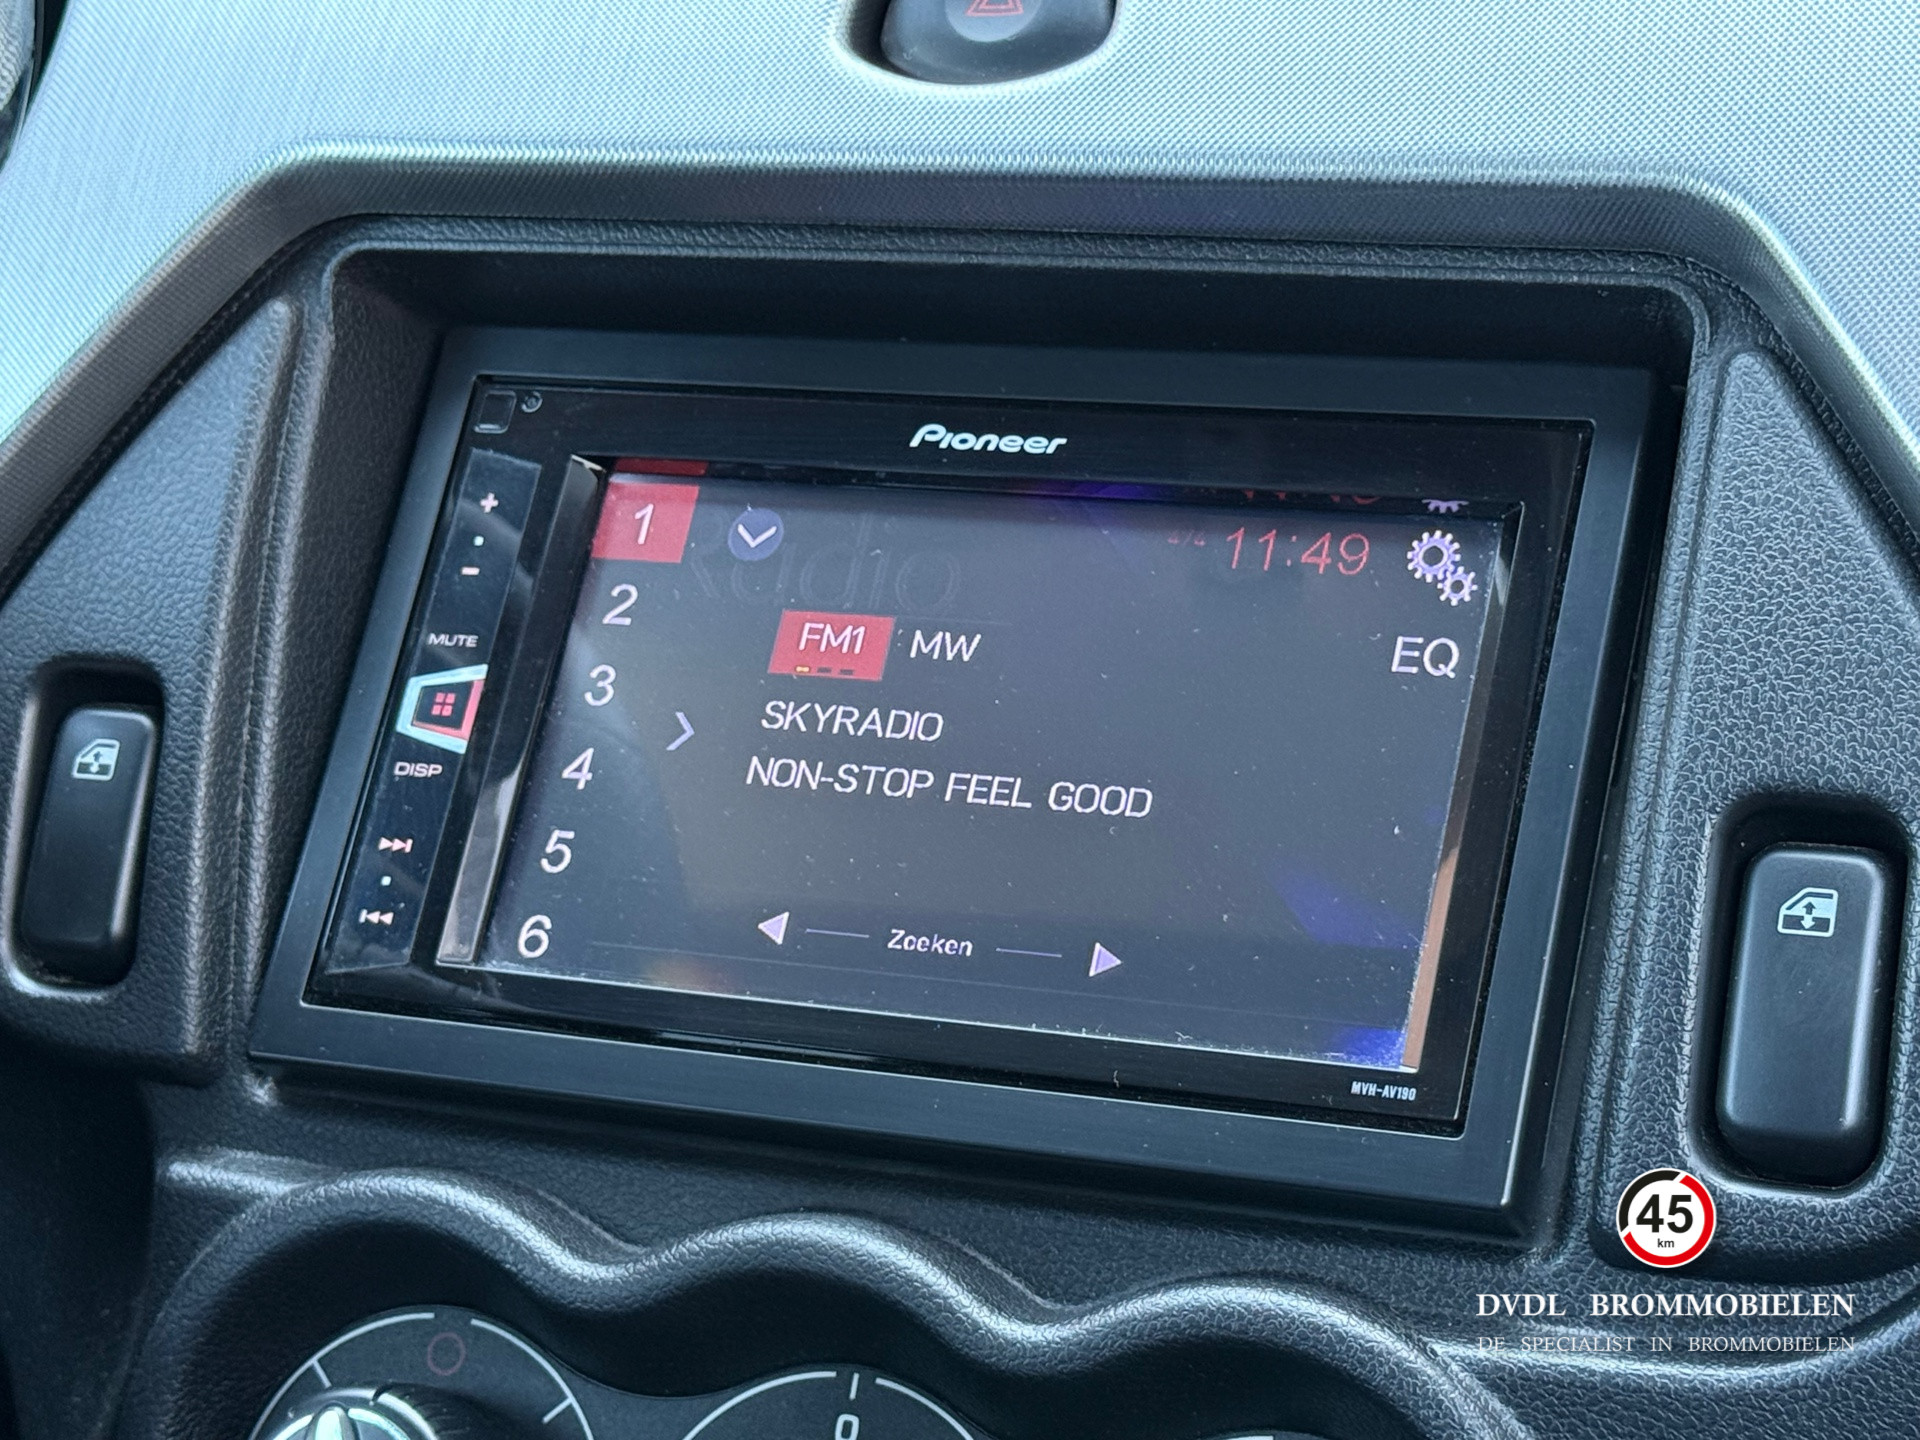 Pioneer
1
11:49
2
FM1 MW
EQ
MUTE
3
SKYRADIO
DISP
4
NON-STOP FEEL GOOD
5
6
Zoeken
MVH-AV190
45
km
DVDL BROMMOBIELEN
DE SPECIALIST IN BROMMOBIELEN
0